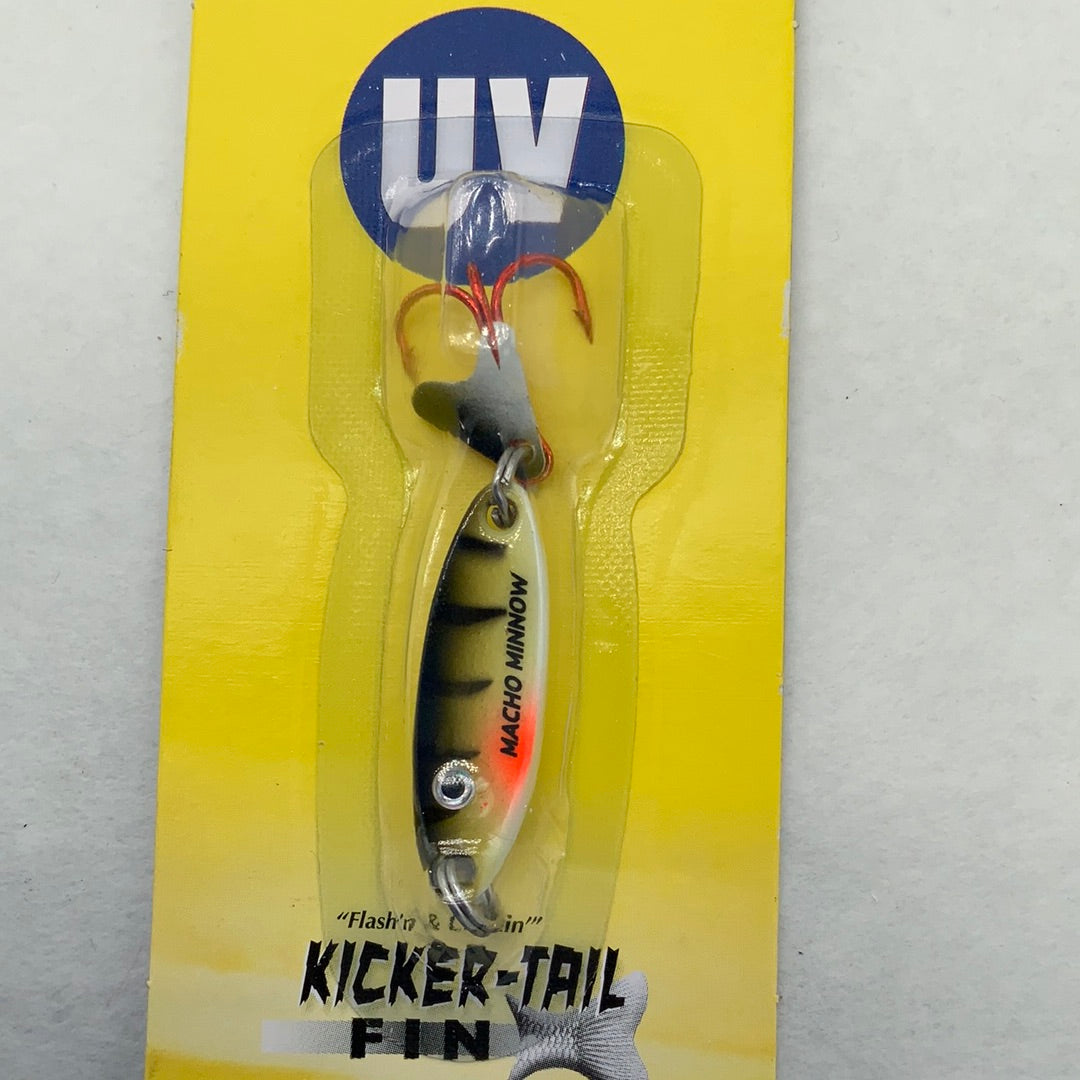 UV
MACHO MINNOW
"Flash'n &
KICKER-TAIL
FIN